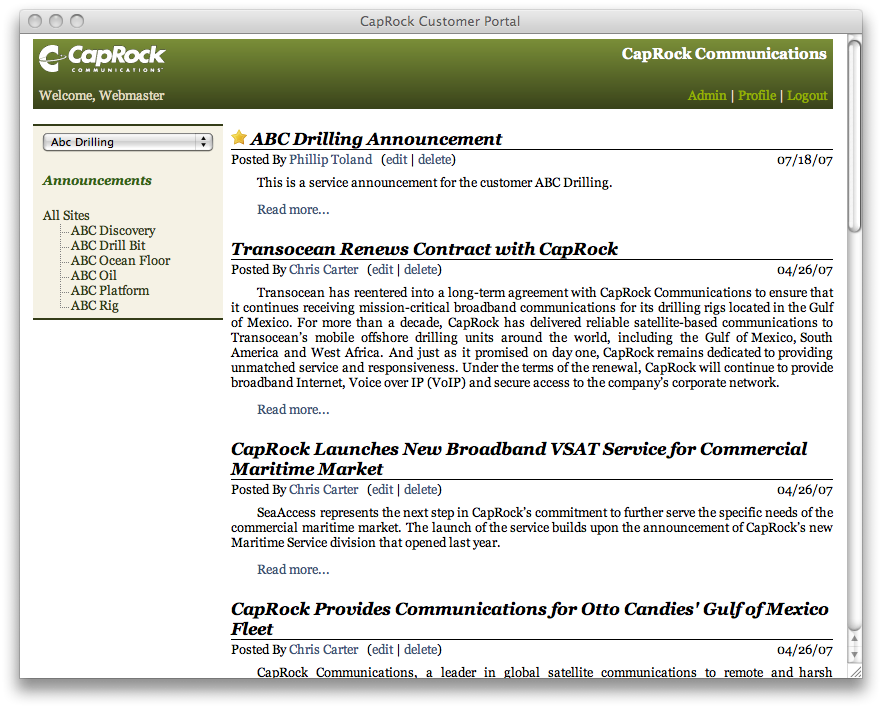 CapRock Customer Portal
CapRock
COMMUNICATIONS
CapRock Communications
Welcome, Webmaster
Admin | Profile | Logout
Abc Drilling
Announcements
All Sites
ABC Discovery
ABC Drill Bit
ABC Ocean Floor
ABC Oil
ABC Platform
ABC Rig
ABC Drilling Announcement
Posted By Phillip Toland (edit | delete) 07/18/07
This is a service announcement for the customer ABC Drilling.
Read more...
Transocean Renews Contract with CapRock
Posted By Chris Carter (edit | delete) 04/26/07
Transocean has reentered into a long-term agreement with CapRock Communications to ensure that
it continues receiving mission-critical broadband communications for its drilling rigs located in the Gulf
of Mexico. For more than a decade, CapRock has delivered reliable satellite-based communications to
Transocean's mobile offshore drilling units around the world, including the Gulf of Mexico, South
America and West Africa. And just as it promised on day one, CapRock remains dedicated to providing
unmatched service and responsiveness. Under the terms of the renewal, CapRock will continue to provide
broadband Internet, Voice over IP (VoIP) and secure access to the company's corporate network.
Read more...
CapRock Launches New Broadband VSAT Service for Commercial
Maritime Market
Posted By Chris Carter (edit | delete) 04/26/07
SeaAccess represents the next step in CapRock's commitment to further serve the specific needs of the
commercial maritime market. The launch of the service builds upon the announcement of CapRock's new
Maritime Service division that opened last year.
Read more...
CapRock Provides Communications for Otto Candies' Gulf of Mexico
Fleet
Posted By Chris Carter (edit | delete) 04/26/07
CapRock Communications, a leader in global satellite communications to remote and harsh